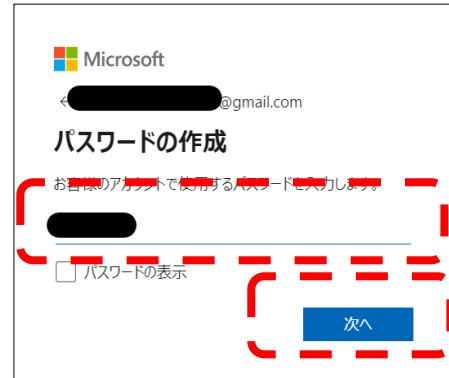 Microsoft
←@gmail.com
パスワードの作成
お客様のアカウントで使用するパスワードを入力します。
パスワードの表示
次へ